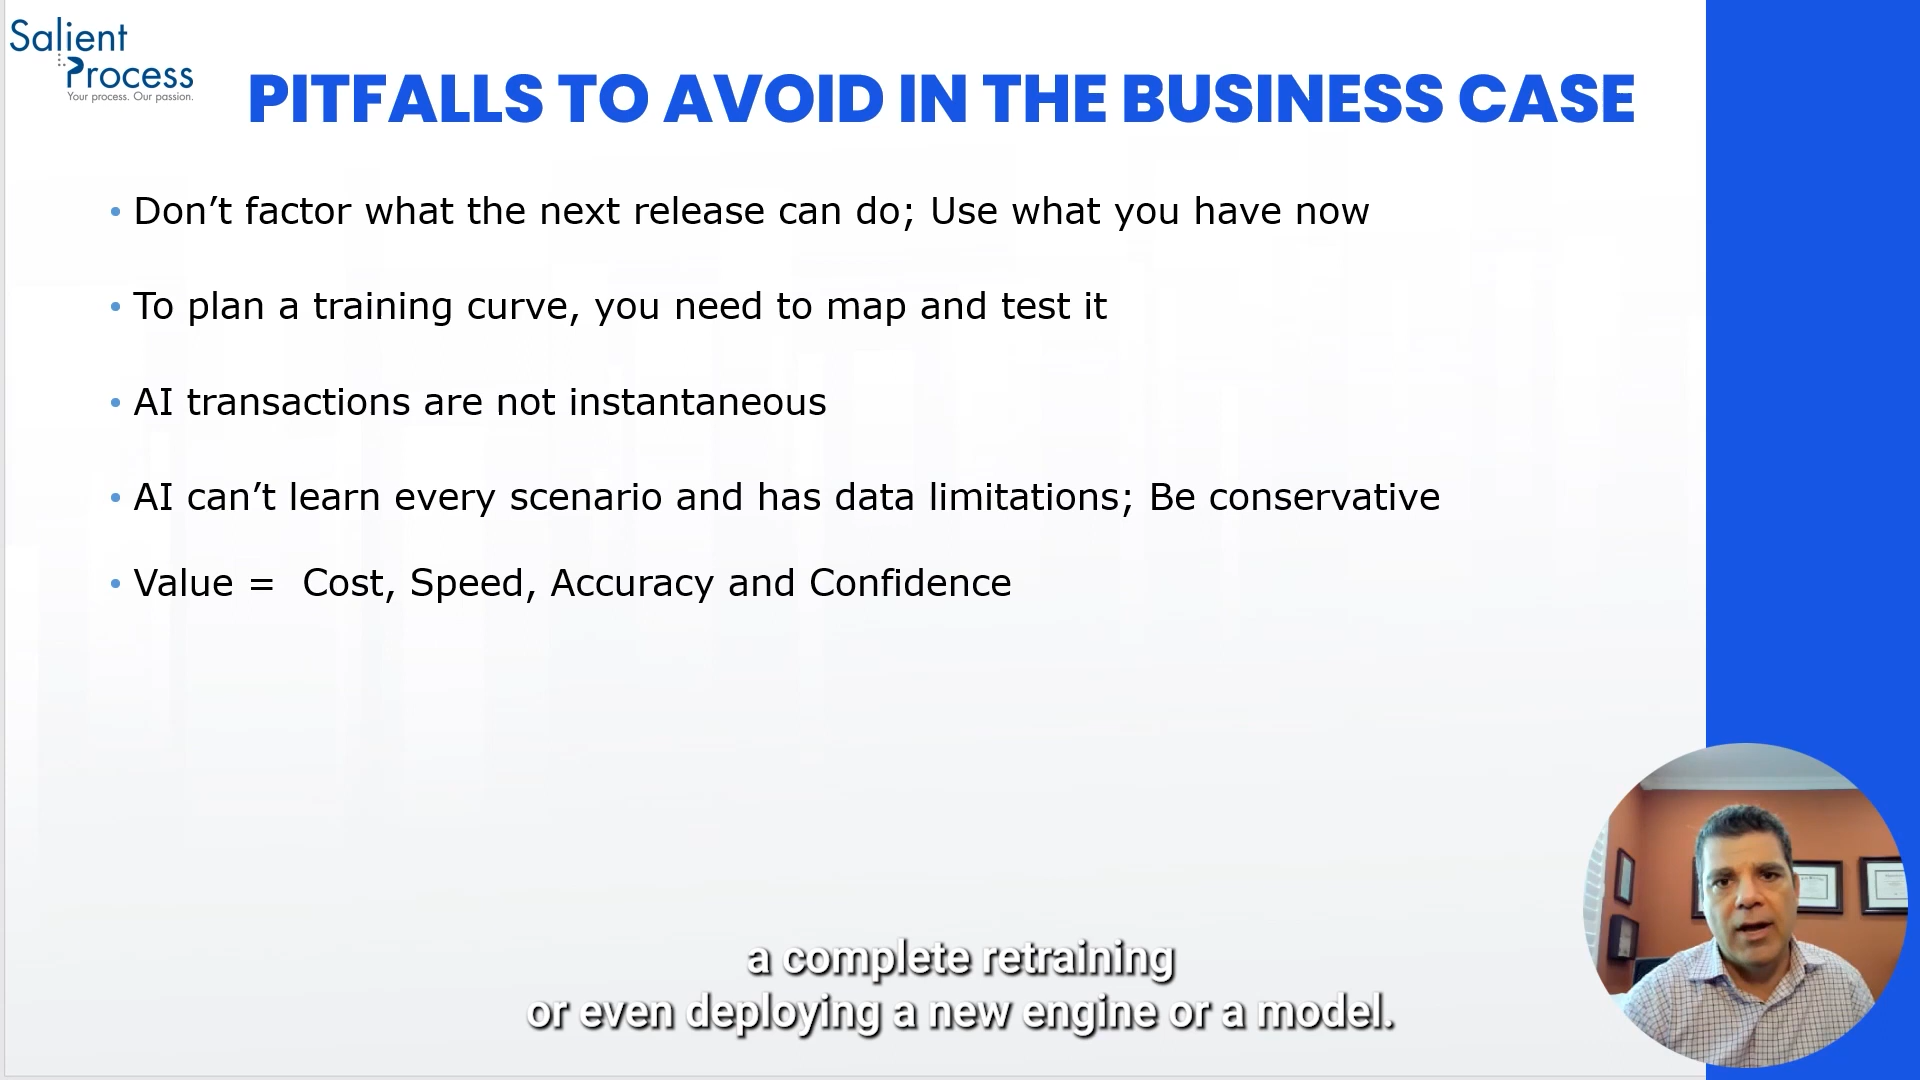 Salient
Process
Your process. Our passion.
PITFALLS TO AVOID IN THE BUSINESS CASE
• Don’t factor what the next release can do; Use what you have now
• To plan a training curve, you need to map and test it
• AI transactions are not instantaneous
• AI can’t learn every scenario and has data limitations; Be conservative
• Value =  Cost, Speed, Accuracy and Confidence
a complete retraining
or even deploying a new engine or a model.